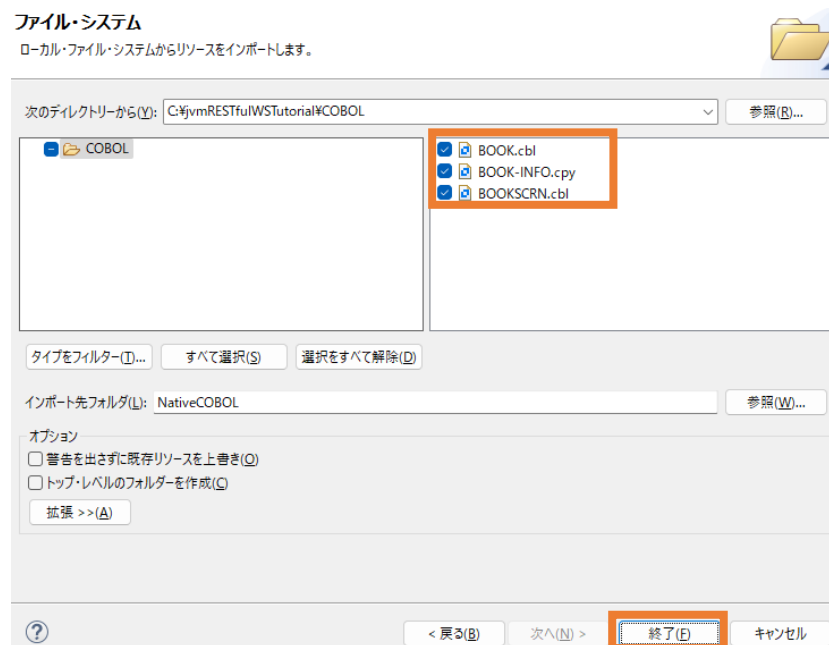 ファイル・システム
ローカル・ファイル・システムからリソースをインポートします。
次のディレクトリーから(Y): C:¥jvmRESTfulWSTutorial¥COBOL 参照(R)...
COBOL
BOOK.cbl
BOOK-INFO.cpy
BOOKSCRN.cbl
タイプをフィルター(T)... すべて選択(S) 選択をすべて解除(D)
インポート先フォルダ(L): NativeCOBOL 参照(W)...
オプション
警告を出さずに既存リソースを上書き(O)
トップ・レベルのフォルダーを作成(C)
拡張 >>(A)
? < 戻る(B) 次へ(N) > 終了(F) キャンセル